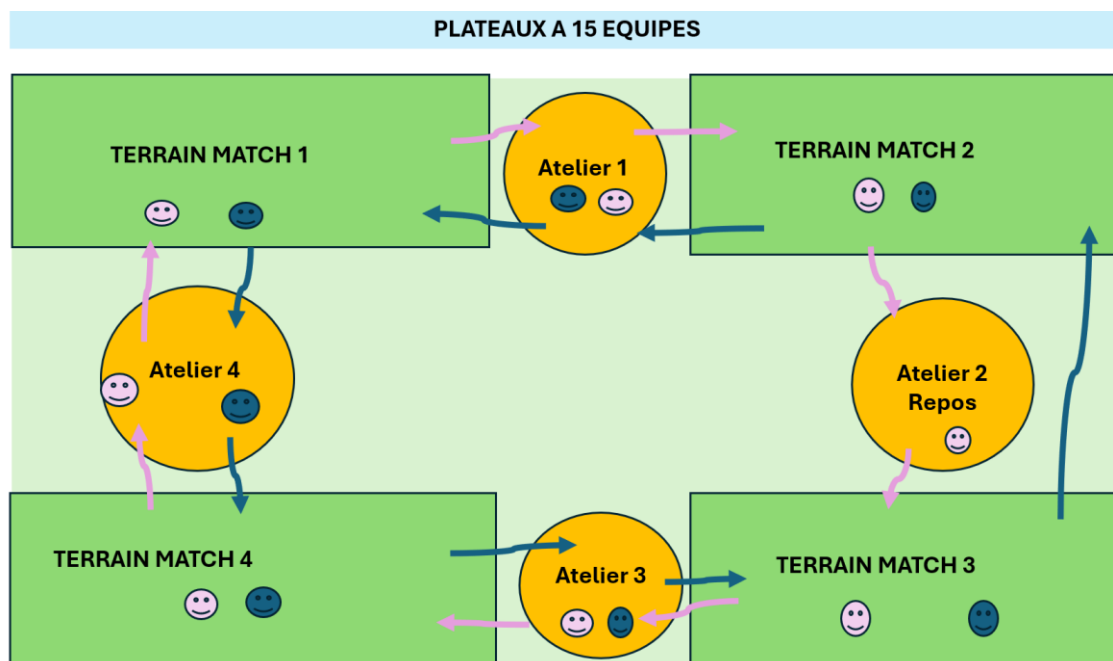 PLATEAUX A 15 EQUIPES
TERRAIN MATCH 1
Atelier 1
TERRAIN MATCH 2
Atelier 4
Atelier 2
Repos
TERRAIN MATCH 4
Atelier 3
TERRAIN MATCH 3